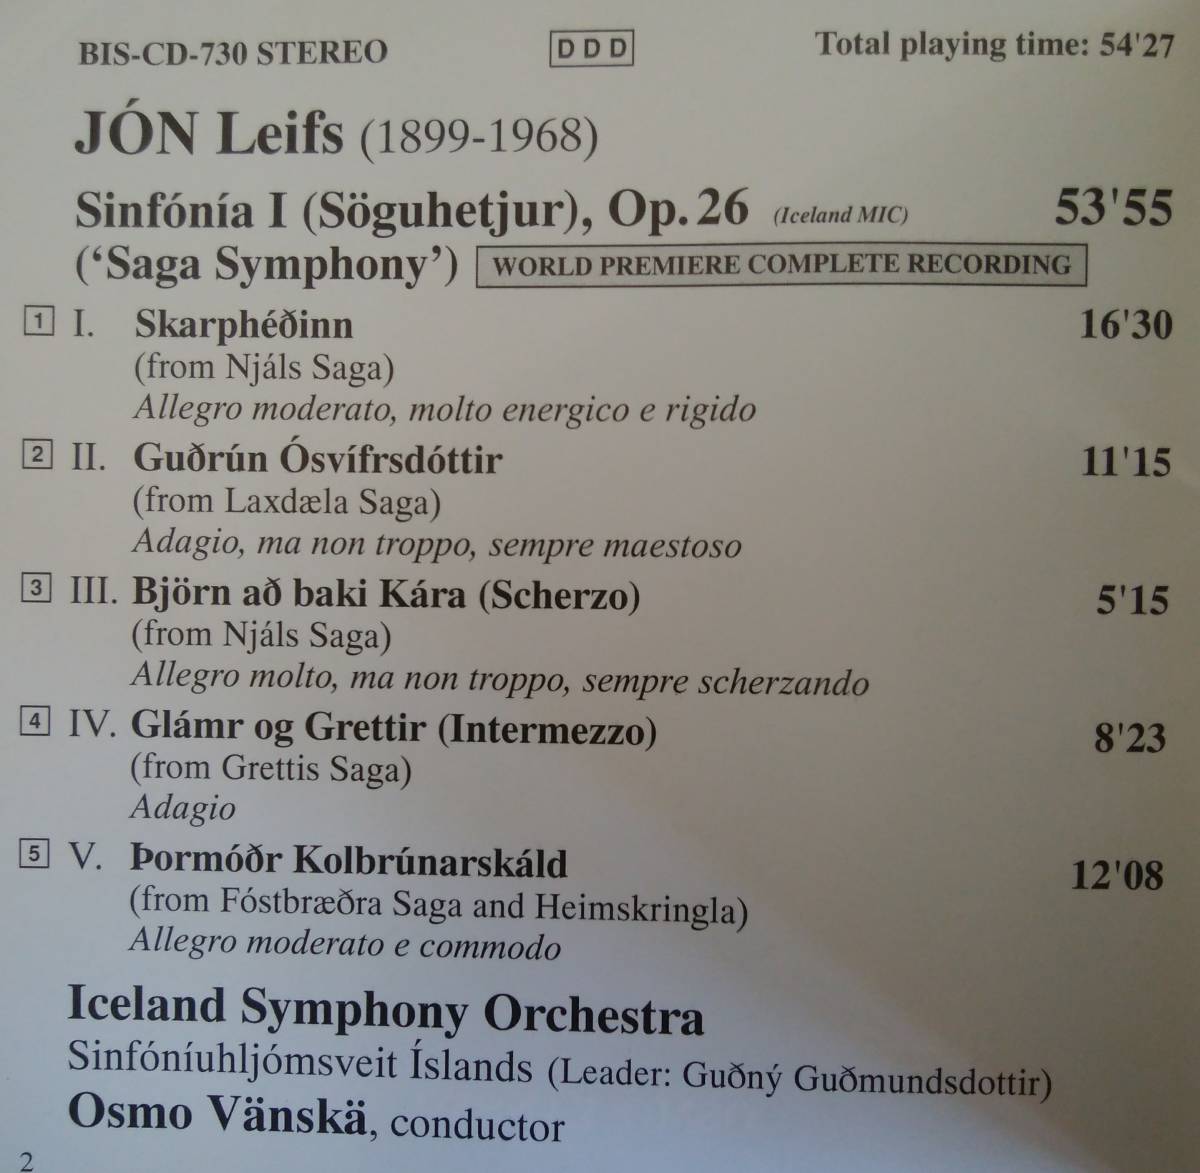 BIS-CD-730 STEREO DDD Total playing time: 54'27
JÓN Leifs (1899-1968)
Sinfónía I (Söguhetjur), Op. 26 (Iceland MIC) 53'55
(‘Saga Symphony’) WORLD PREMIERE COMPLETE RECORDING
1 I. Skarphéðinn 16'30
(from Njáls Saga)
Allegro moderato, molto energico e rigido
2 II. Guðrún Ósvífrsdóttir 11'15
(from Laxdæla Saga)
Adagio, ma non troppo, sempre maestoso
3 III. Björn að baki Kára (Scherzo) 5'15
(from Njáls Saga)
Allegro molto, ma non troppo, sempre scherzando
4 IV. Glámr og Grettir (Intermezzo) 8'23
(from Grettis Saga)
Adagio
5 V. Þormóðr Kolbrúnarskáld 12'08
(from Fóstbræðra Saga and Heimskringla)
Allegro moderato e commodo
Iceland Symphony Orchestra
Sinfóníuhljómsveit Íslands (Leader: Guðný Guðmundsdottir)
Osmo Vänskä, conductor
2